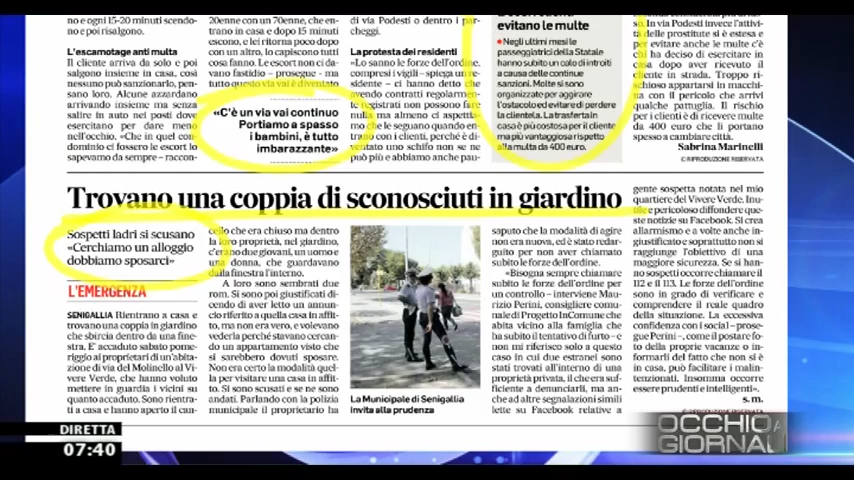 no e ogni 15-20 minuti scendo-
no e poi risalgono.
L'escamotage anti multa
Il cliente arriva da solo e poi
salgono insieme in casa, così
nessuno può sanzionarlo, pen-
sano loro. Alcune azzardano
arrivando insieme ma senza
salire in auto nei posti dove
esercitano per dare meno
nell'occhio. «Che in quel con-
dominio ci fossero le escort lo
sapevamo da sempre – raccon-
20enne con un 70enne, che en-
trano in casa e dopo 15 minuti
escono, e lei ritorna poco dopo
con un altro, lo capiscono tutti
cosa fanno. Le escort non ci da-
vano fastidio – prosegue - ma
tutto questo via vai è diventato
«C'è un via vai continuo
Portiamo a spasso
i bambini, è tutto
imbarazzante»
di via Podesti o dentro i par-
cheggi.
La protesta dei residenti
«Lo sanno le forze dell'ordine,
compresi i vigili – spiega un re-
sidente – ci hanno detto che
avendo contratti regolarmen-
te registrati non possono fare
nulla ma almeno ci aspettia-
mo che le seguano quando en-
trano con i clienti, perché è di-
ventato uno schifo non se ne
può più e abbiamo anche pau-
evitano le multe
Negli ultimi mesi le
passeggiatrici della Statale
hanno subito un calo di introiti
a causa delle continue
sanzioni. Molte si sono
organizzate per aggirare
l'ostacolo ed evitare di perdere
la clientela. La trasferta in
casa è più costosa per il cliente
ma più vantaggiosa rispetto
alla multa da 400 euro.
so. In via Podesti invece l'attivi-
tà delle prostitute si è estesa e
per evitare anche le multe c'è
chi ha deciso di esercitare in
casa dopo aver ricevuto il
cliente in strada. Troppo ri-
schioso appartarsi in macchi-
na con il pericolo che arrivi
qualche pattuglia. Il rischio
per i clienti è di ricevere multe
da 400 euro che li portano
spesso a cambiare città.
Sabrina Marinelli
© RIPRODUZIONE RISERVATA
Trovano una coppia di sconosciuti in giardino
Sospetti ladri si scusano
«Cerchiamo un alloggio
dobbiamo sposarci»
L'EMERGENZA
SENIGALLIA Rientrano a casa e
trovano una coppia in giardino
che sbircia dentro da una fine-
stra. E' accaduto sabato pome-
riggio ai proprietari di un'abita-
zione di via del Molinello al Vi-
vere Verde, che hanno voluto
mettere in guardia i vicini su
quanto accaduto. Sono rientra-
ti a casa e hanno aperto il can-
cello che era chiuso ma dentro
la loro proprietà, nel giardino,
c'erano due giovani, un uomo e
una donna, che guardavano
dalla finestra l'interno.
A loro sono sembrati due
rom. Si sono poi giustificati di-
cendo di aver letto un annun-
cio riferito a quella casa in affit-
to, ma non era vero, e volevano
vederla perché stavano cercan-
do un appartamento visto che
si sarebbero dovuti sposare.
Non era certo la modalità quel-
la per visitare una casa in affit-
to. Si sono scusati e se ne sono
andati. Parlando con la polizia
municipale il proprietario ha
La Municipale di Senigallia
invita alla prudenza
saputo che la modalità di agire
non era nuova, ed è stato redar-
guito per non aver chiamato
subito le forze dell'ordine.
«Bisogna sempre chiamare
subito le forze dell'ordine per
un controllo – interviene Mau-
rizio Perini, consigliere comu-
nale di Progetto InComune che
abita vicino alla famiglia che
ha subito il tentativo di furto – e
non mi riferisco solo a questo
caso in cui due estranei sono
stati trovati all'interno di una
proprietà privata, il che era suf-
ficiente a denunciarli, ma an-
che ad altre segnalazioni simili
lette su Facebook relative a
gente sospetta notata nel mio
quartiere del Vivere Verde. Inu-
tile e pericoloso diffondere que-
ste notizie su Facebook. Si crea
allarmismo e a volte anche in-
giustificato e soprattutto non si
raggiunge l'obiettivo di una
maggiore sicurezza. Se si han-
no sospetti occorre chiamare il
112 e il 113. Le forze dell'ordine
sono in grado di verificare e
comprendere il reale quadro
della situazione. La eccessiva
confidenza con i social – prose-
gue Perini –, come il postare fo-
to della proprie vacanze o in-
formarli del fatto che non si è
in casa, può facilitare i malin-
tenzionati. Insomma occorre
essere prudenti e intelligenti».
s. m.
© RIPRODUZIONE RISERVATA
DIRETTA
07:40
OCCHIO A
GIORNALI